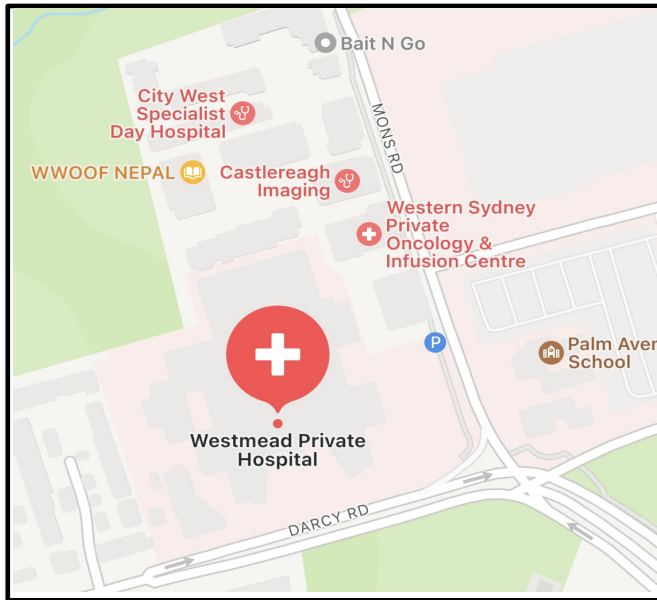 Bait N Go
City West
Specialist
Day Hospital
MONS RD
WWOOF NEPAL
Castlereagh
Imaging
Western Sydney
Private
Oncology &
Infusion Centre
P
Palm Aven
School
Westmead Private
Hospital
DARCY RD